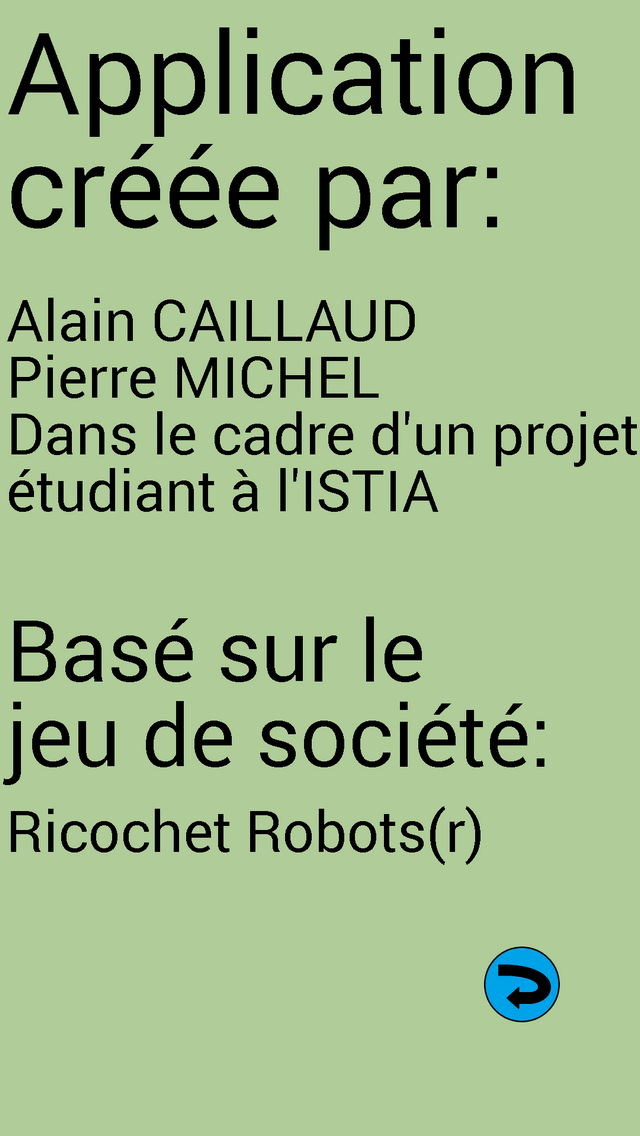 Application
créée par:
Alain CAILLAUD
Pierre MICHEL
Dans le cadre d'un projet
étudiant à l'ISTIA
Basé sur le
jeu de société:
Ricochet Robots(r)